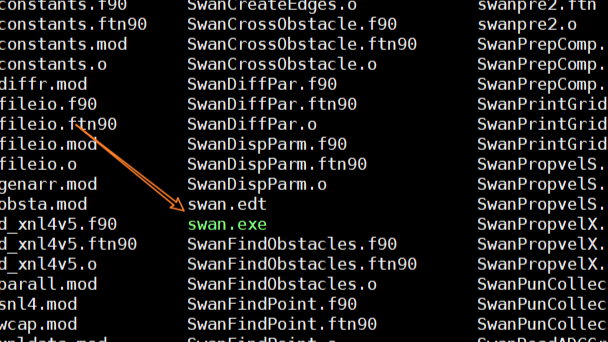 constants.f90 SwanCreateEdges.o swanpre2.ftn
constants.ftn90 SwanCrossObstacle.f90 swanpre2.o
constants.mod SwanCrossObstacle.ftn90 SwanPrepComp.
constants.o SwanCrossObstacle.o SwanPrepComp.
diffr.mod SwanDiffPar.f90 SwanPrepComp.
fileio.f90 SwanDiffPar.ftn90 SwanPrintGrid
fileio.ftn90 SwanDiffPar.o SwanPrintGrid
fileio.mod SwanDispParm.f90 SwanPrintGrid
fileio.o SwanDispParm.ftn90 SwanPropvelS.
genarr.mod SwanDispParm.o SwanPropvelS.
obsta.mod swan.edt SwanPropvelS.
d_xnl4v5.f90 swan.exe SwanPropvelX.
d_xnl4v5.ftn90 SwanFindObstacles.f90 SwanPropvelX.
d_xnl4v5.o SwanFindObstacles.ftn90 SwanPropvelX.
parall.mod SwanFindObstacles.o SwanPunCollec
snl4.mod SwanFindPoint.f90 SwanPunCollec
wcap.mod SwanFindPoint.ftn90 SwanPunCollec